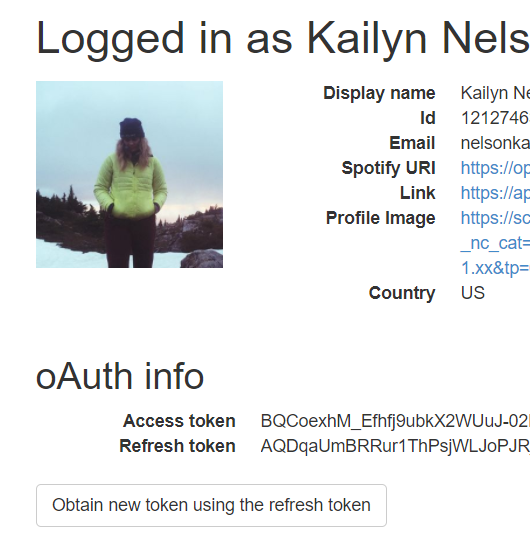 Logged in as Kailyn Nels
Display name Kailyn Ne
Id 1212746
Email nelsonka
Spotify URI https://op
Link https://ap
Profile Image https://sc
_nc_cat=
1.xx&tp=
Country US
oAuth info
Access token BQCoexhM_Efhfj9ubkX2WUuJ-02
Refresh token AQDqaUmBRRur1ThPsjWLJoPJR
Obtain new token using the refresh token